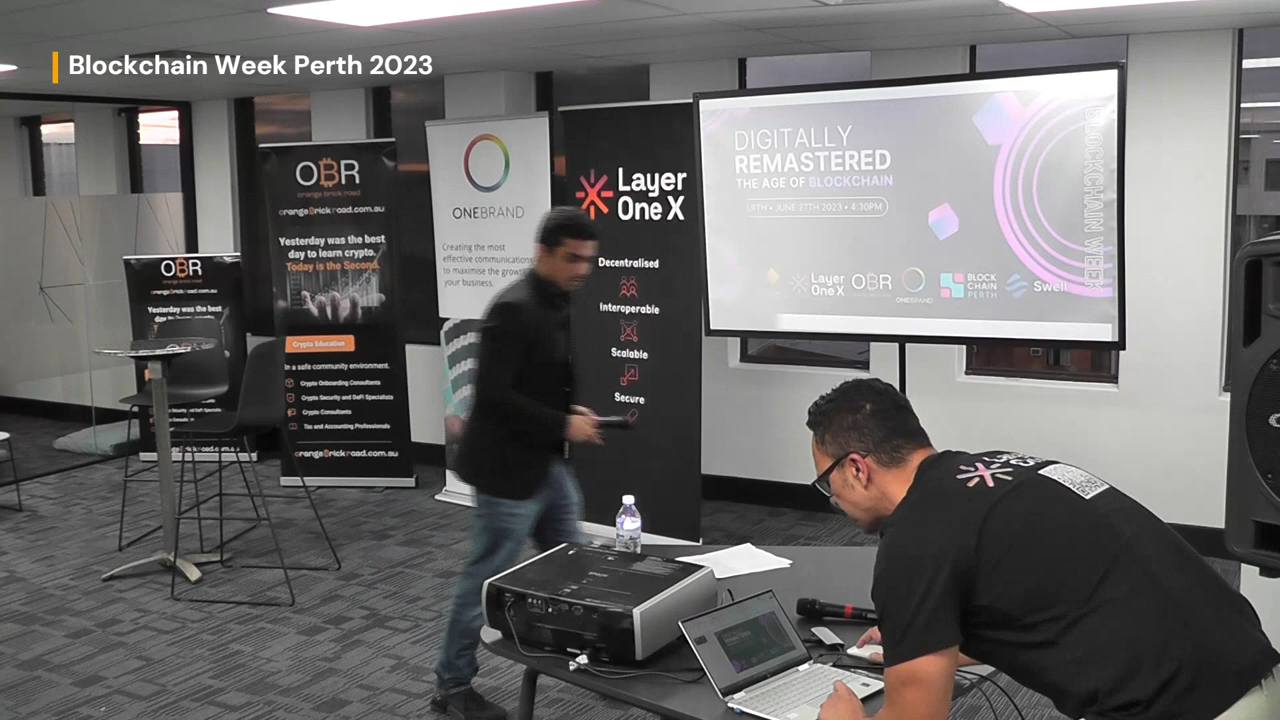 Blockchain Week Perth 2023
OBR
orange brick road
orangeBrickroad.com.au
Yesterday was the best
day to learn crypto.
Today is the Second.
Crypto Education
In a safe community environment.
Crypto Onboarding Consultants
Crypto Security and DeFi Specialists
Crypto Consultants
Tax and Accounting Professionals
orangeBrickroad.com.au
OBR
orange brick road
Yesterday was the best
ONEBRAND
Creating the most
effective communications
to maximise the
your business.
Layer
One X
Decentralised
Interoperable
Scalable
Secure
DIGITALLY
REMASTERED
THE AGE OF BLOCKCHAIN
JUNE 27TH 2023 • 4:30PM
Layer
One X
OBR
ONEBRAND
BLOCK
CHAIN
PERTH
Swell
BLOCKCHAIN WEEK